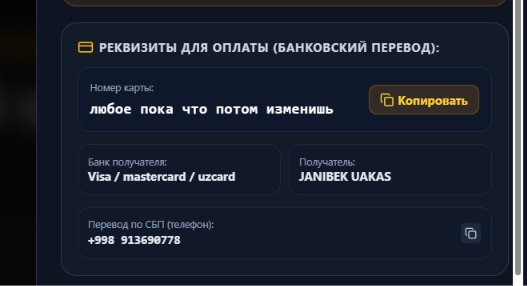 РЕКВИЗИТЫ ДЛЯ ОПЛАТЫ (БАНКОВСКИЙ ПЕРЕВОД):
Номер карты:
любое пока что потом изменишь
Копировать
Банк получателя:
Visa / mastercard / uzcard
Получатель:
JANIBEK UAKAS
Перевод по СБП (телефон):
+998 913690778